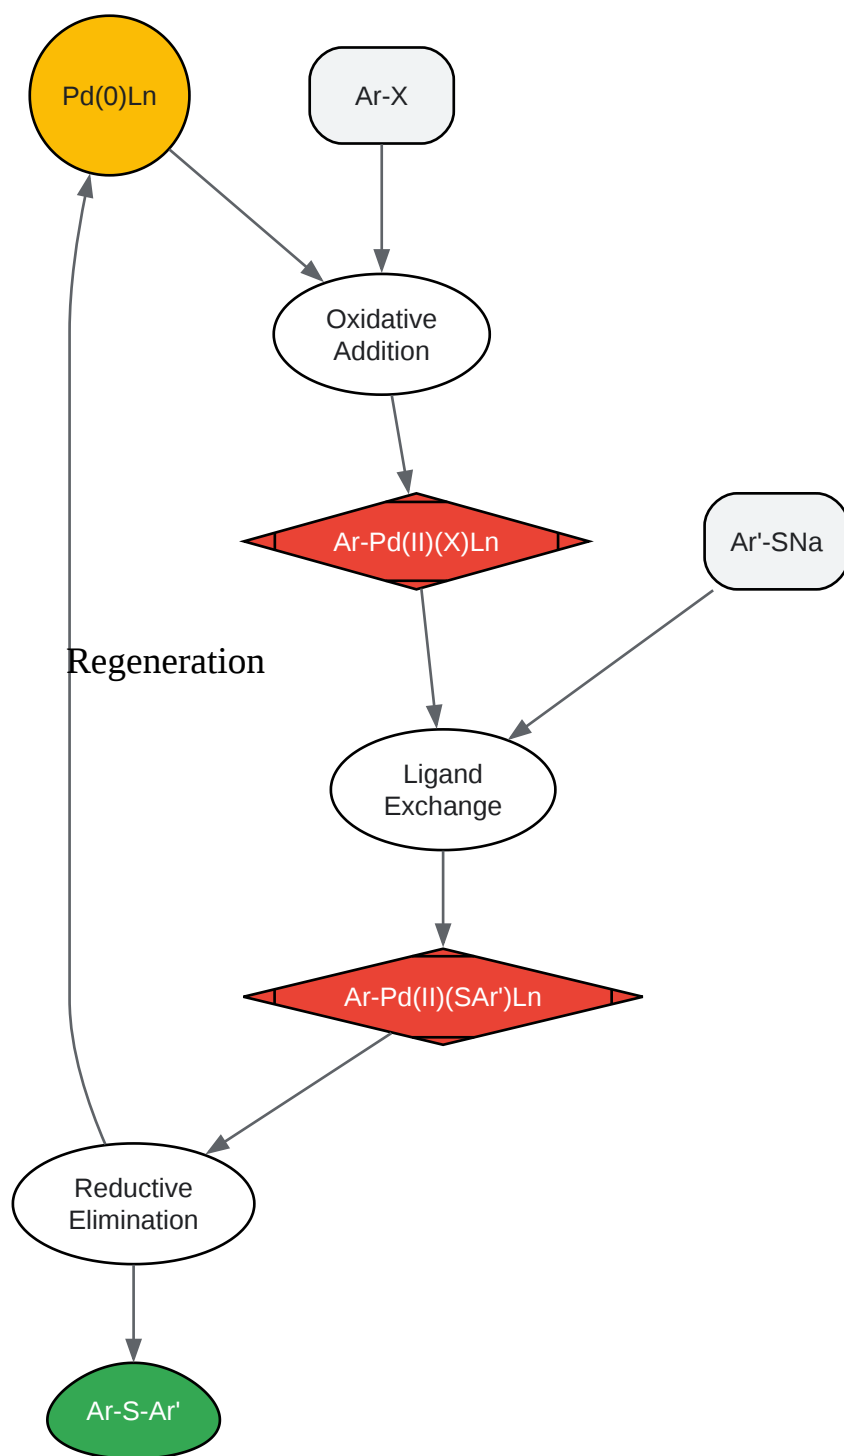 Pd(0)Ln
Ar-X
Oxidative
Addition
Ar-Pd(II)(X)Ln
Ar'-SNa
Regeneration
Ligand
Exchange
Ar-Pd(II)(SAr')Ln
Reductive
Elimination
Ar-S-Ar'